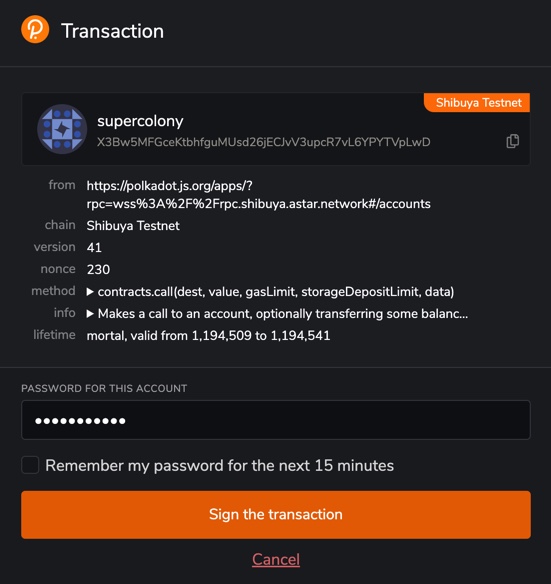 Transaction
Shibuya Testnet
supercolony
X3Bw5MFGceKtbhfguMUsd26jECJvV3upcR7vL6YPYTVpLwD
from https://polkadot.js.org/apps/?
rpc=wss%3A%2F%2Frpc.shibuya.astar.network#/accounts
chain Shibuya Testnet
version 41
nonce 230
method ▶ contracts.call(dest, value, gasLimit, storageDepositLimit, data)
info ▶ Makes a call to an account, optionally transferring some balanc...
lifetime mortal, valid from 1,194,509 to 1,194,541
PASSWORD FOR THIS ACCOUNT
●●●●●●●●●●●
Remember my password for the next 15 minutes
Sign the transaction
Cancel